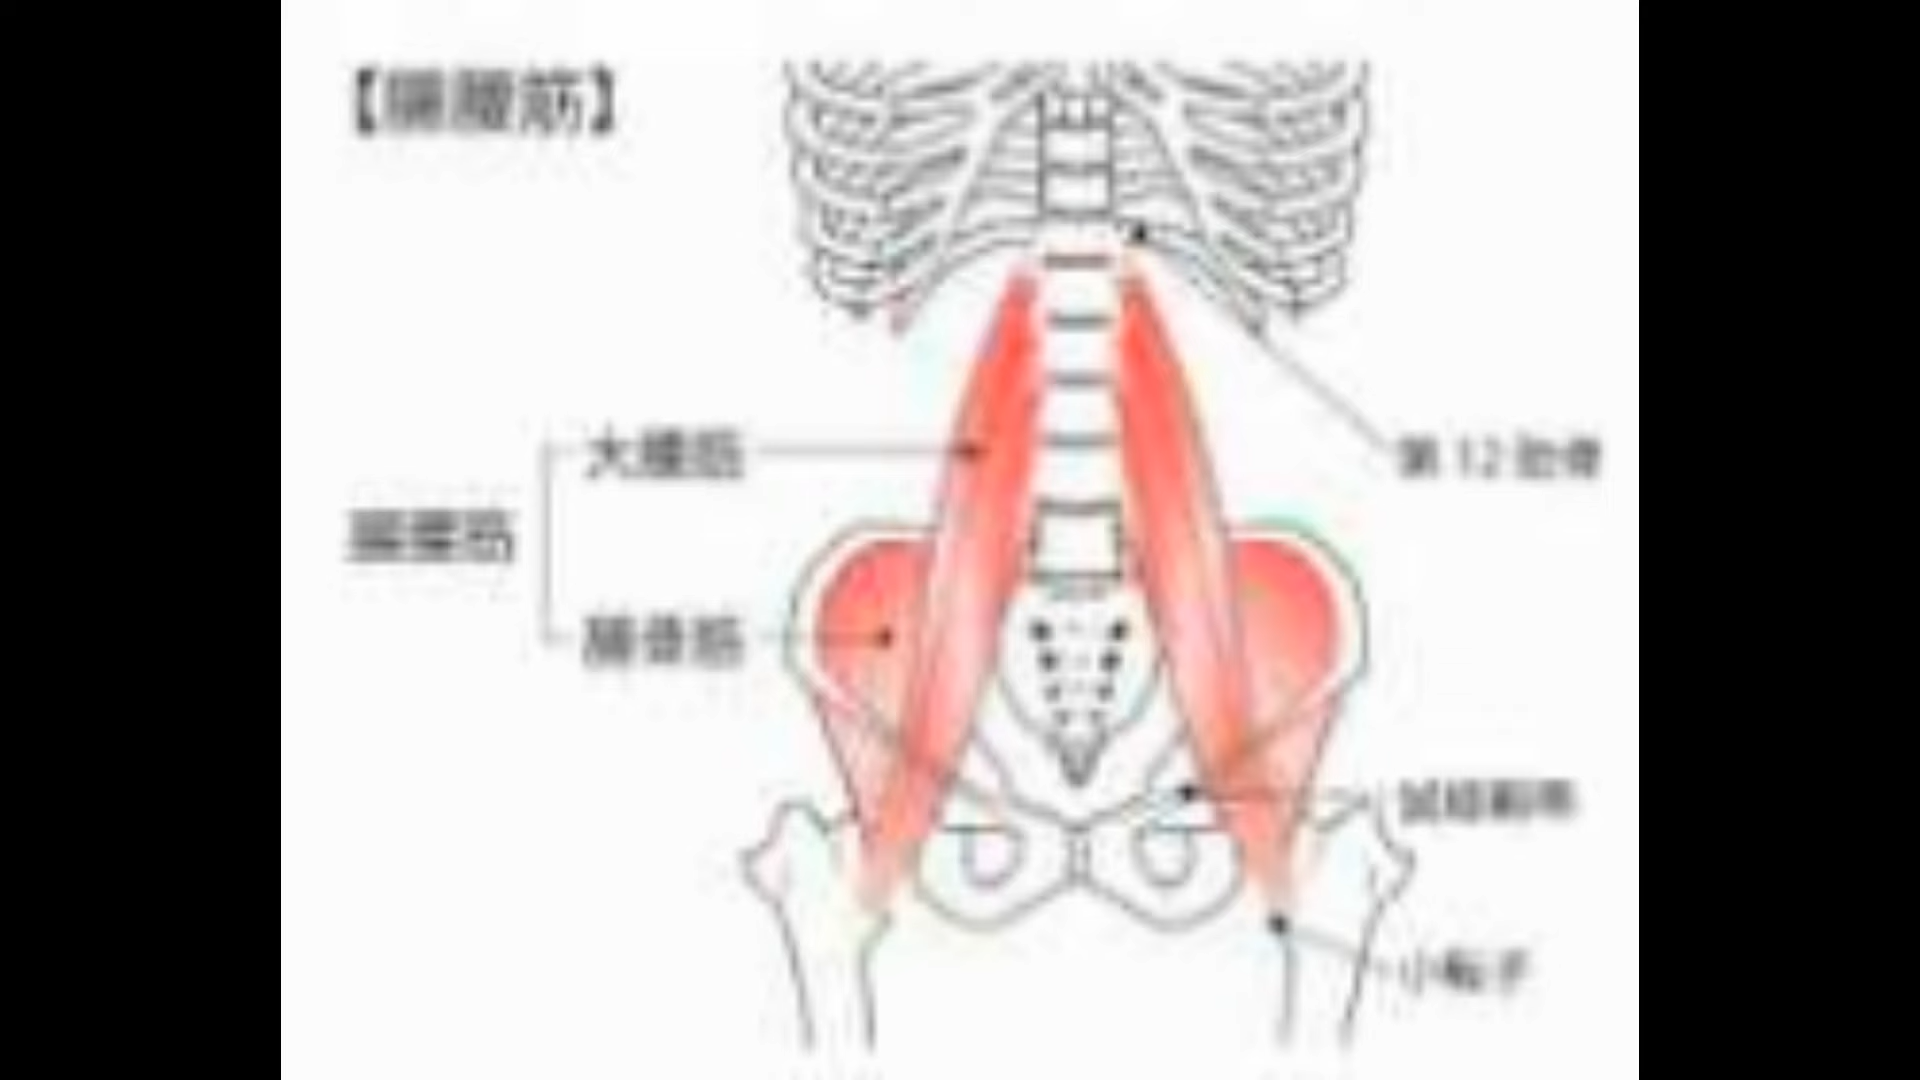 【腸腰筋】
大腰筋
第12肋骨
腸腰筋
腸骨筋
鼠径靭帯
小転子